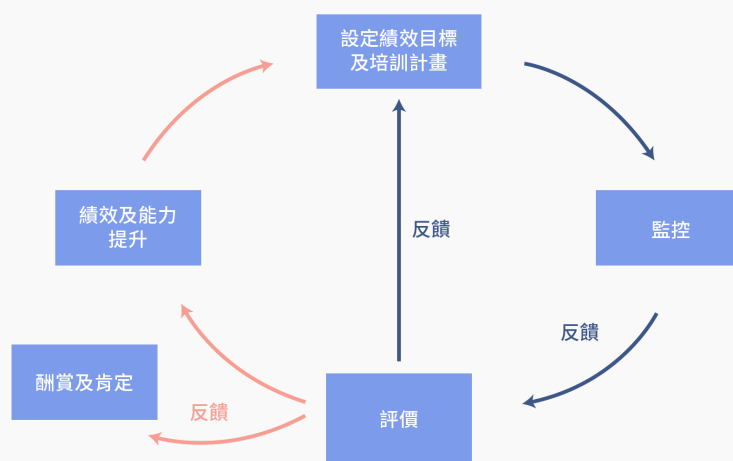 設定績效目標
及培訓計畫
績效及能力
提升
反饋
監控
反饋
酬賞及肯定
反饋
評價